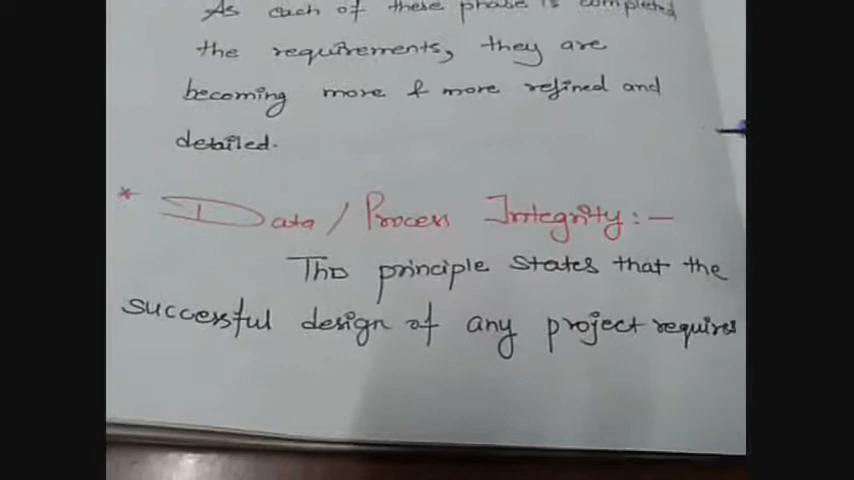 As each of these phase is completed
the requirements, they are
becoming more & more refined and
detailed.
* Data / Process Integrity :-
The principle states that the
successful design of any project requires